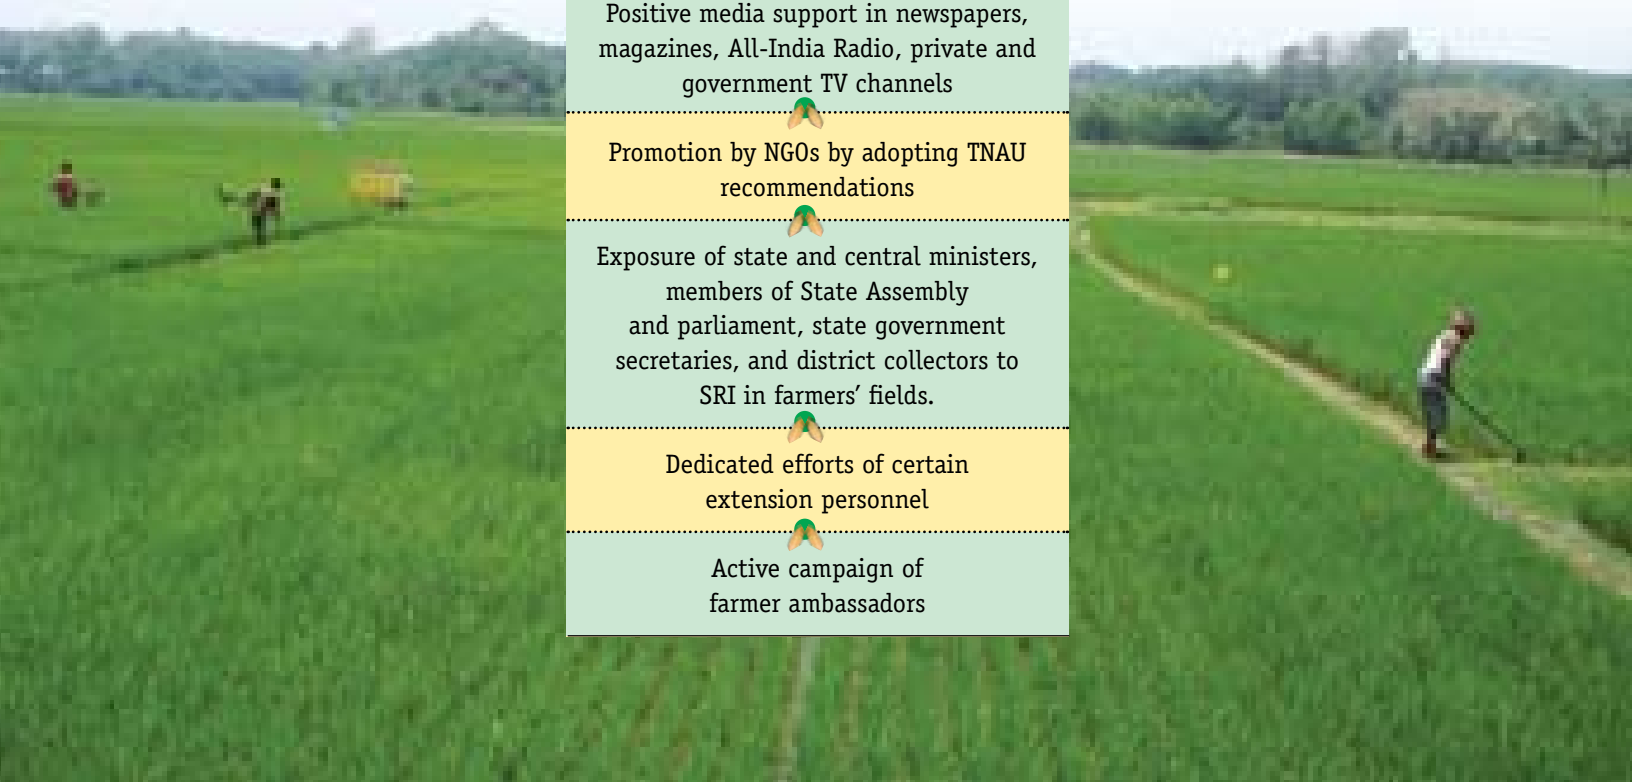 Positive media support in newspapers,
magazines, All-India Radio, private and
government TV channels
Promotion by NGOs by adopting TNAU
recommendations
Exposure of state and central ministers,
members of State Assembly
and parliament, state government
secretaries, and district collectors to
SRI in farmers’ fields.
Dedicated efforts of certain
extension personnel
Active campaign of
farmer ambassadors